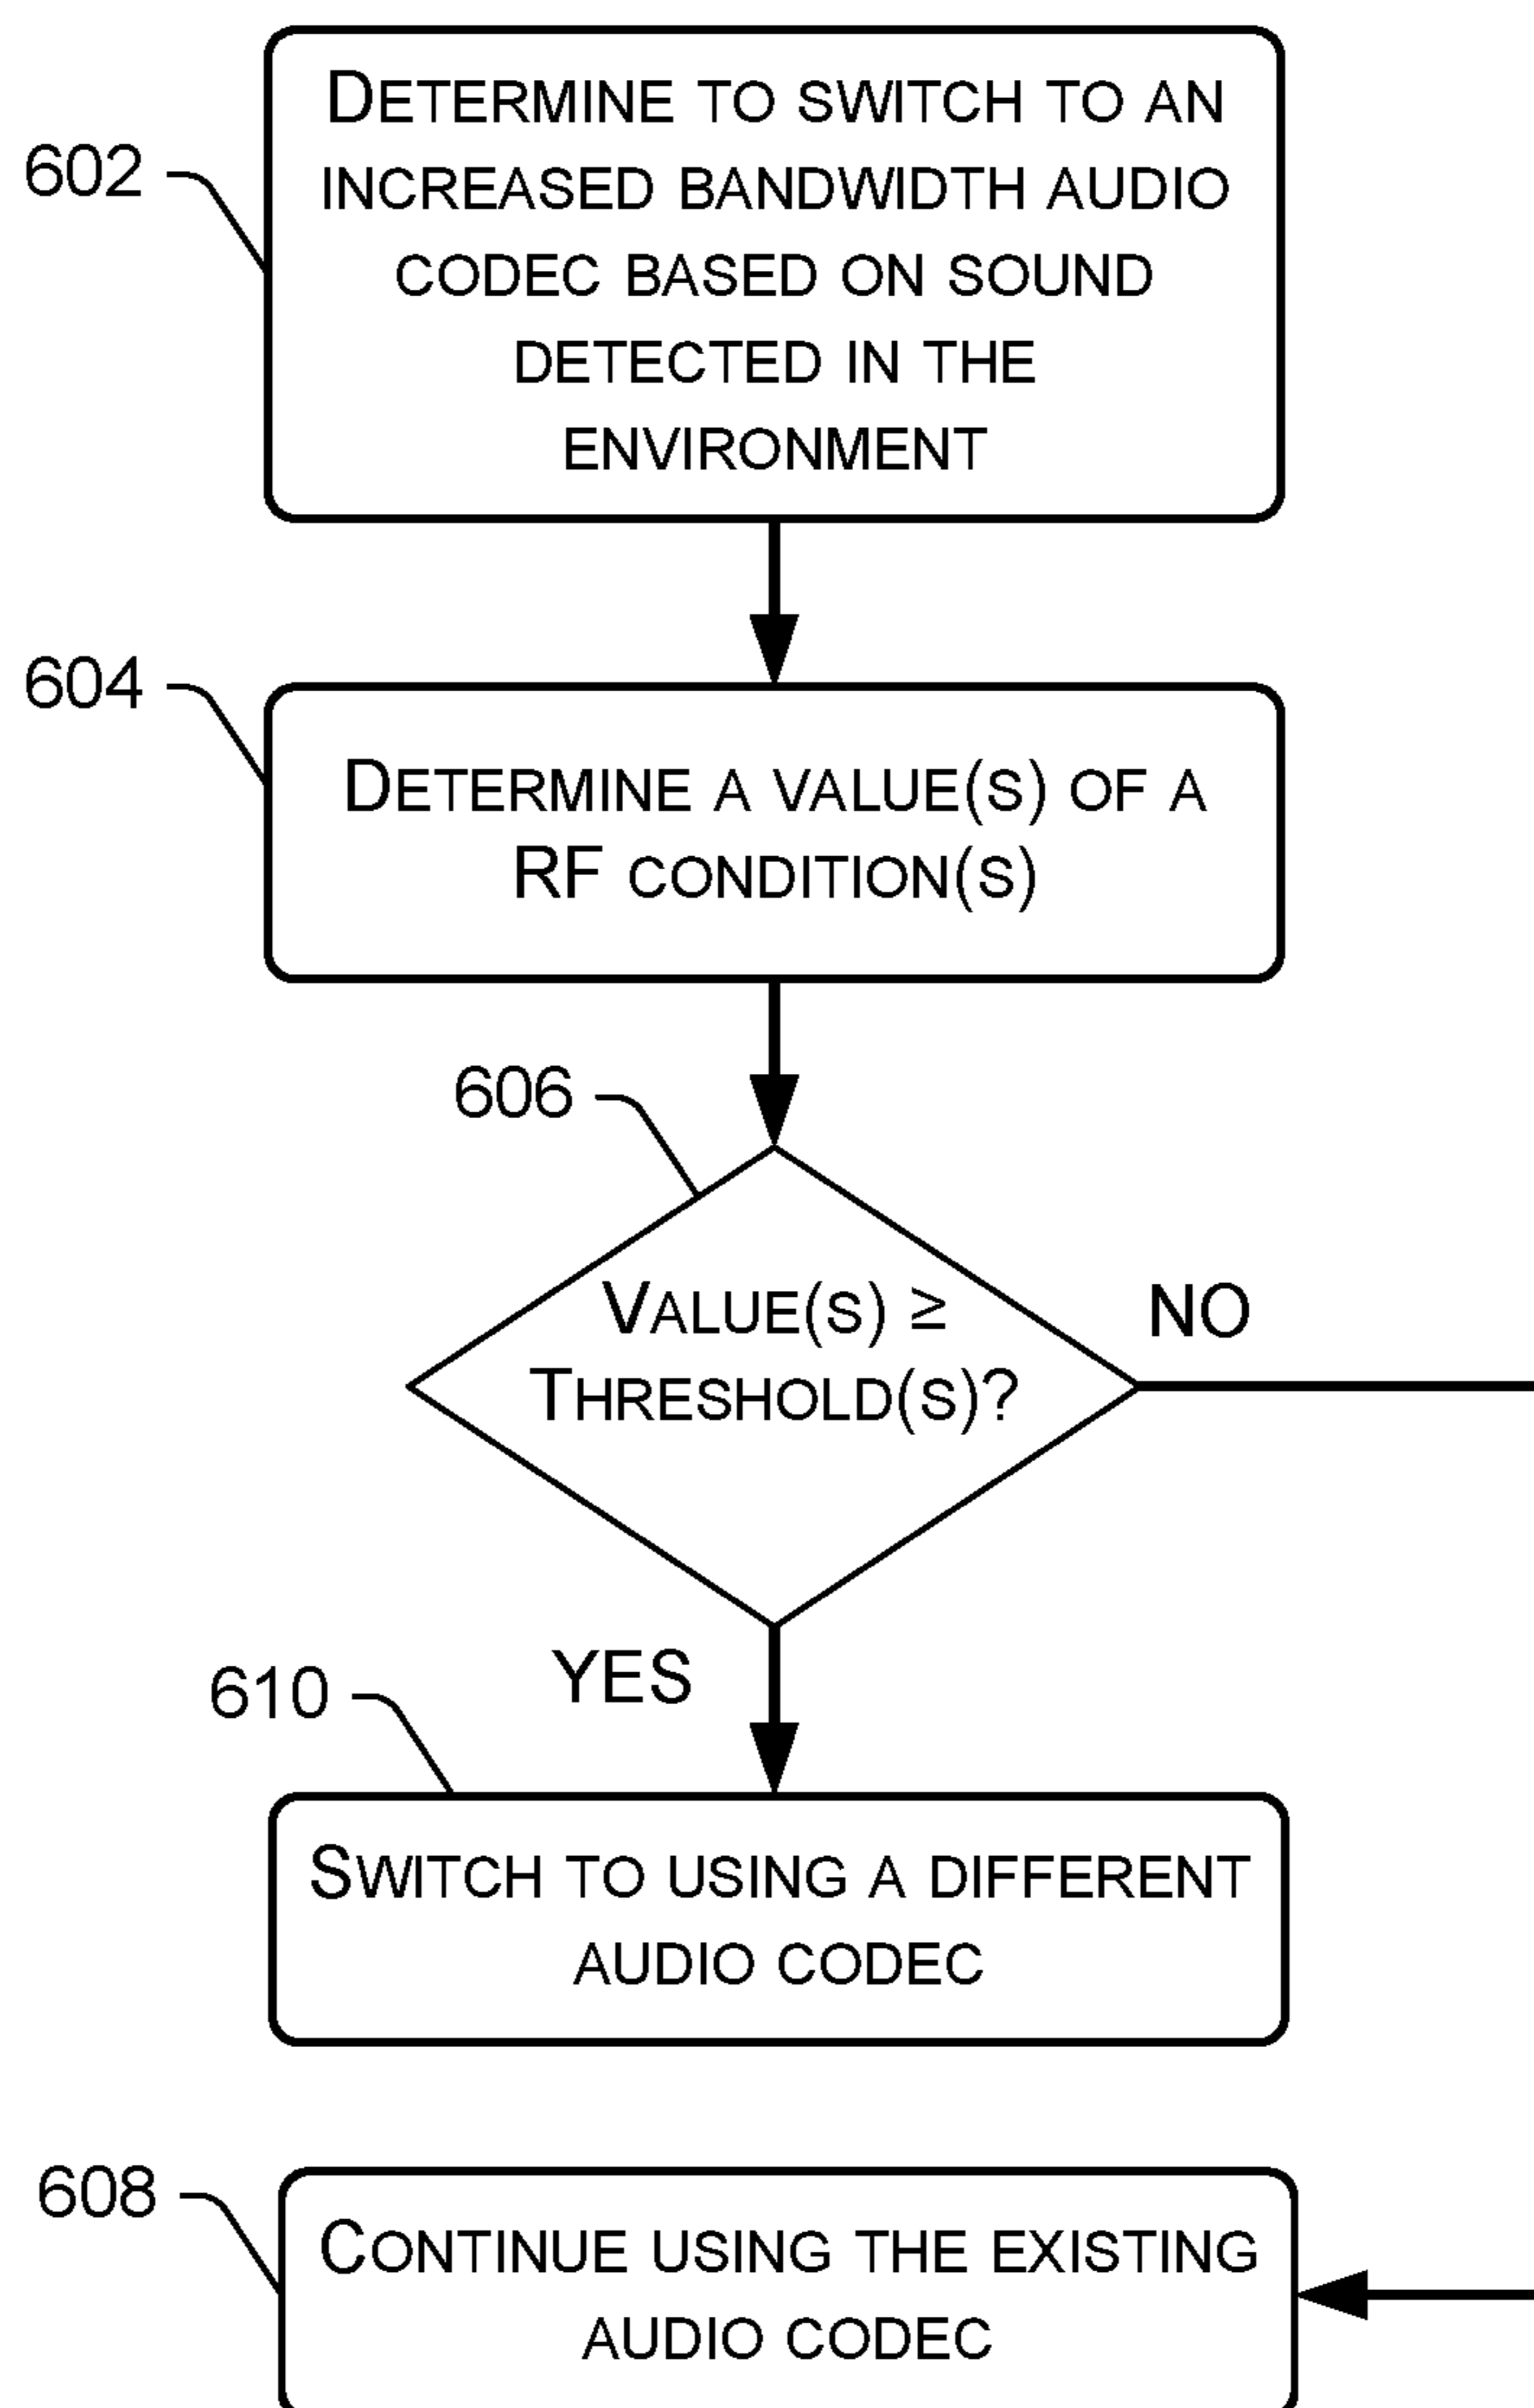 602
DETERMINE TO SWITCH TO AN
INCREASED BANDWIDTH AUDIO
CODEC BASED ON SOUND
DETECTED IN THE
ENVIRONMENT
604
DETERMINE A VALUE(S) OF A
RF CONDITION(S)
606
VALUE(S) ≥
THRESHOLD(S)?
NO
YES
610
SWITCH TO USING A DIFFERENT
AUDIO CODEC
608
CONTINUE USING THE EXISTING
AUDIO CODEC